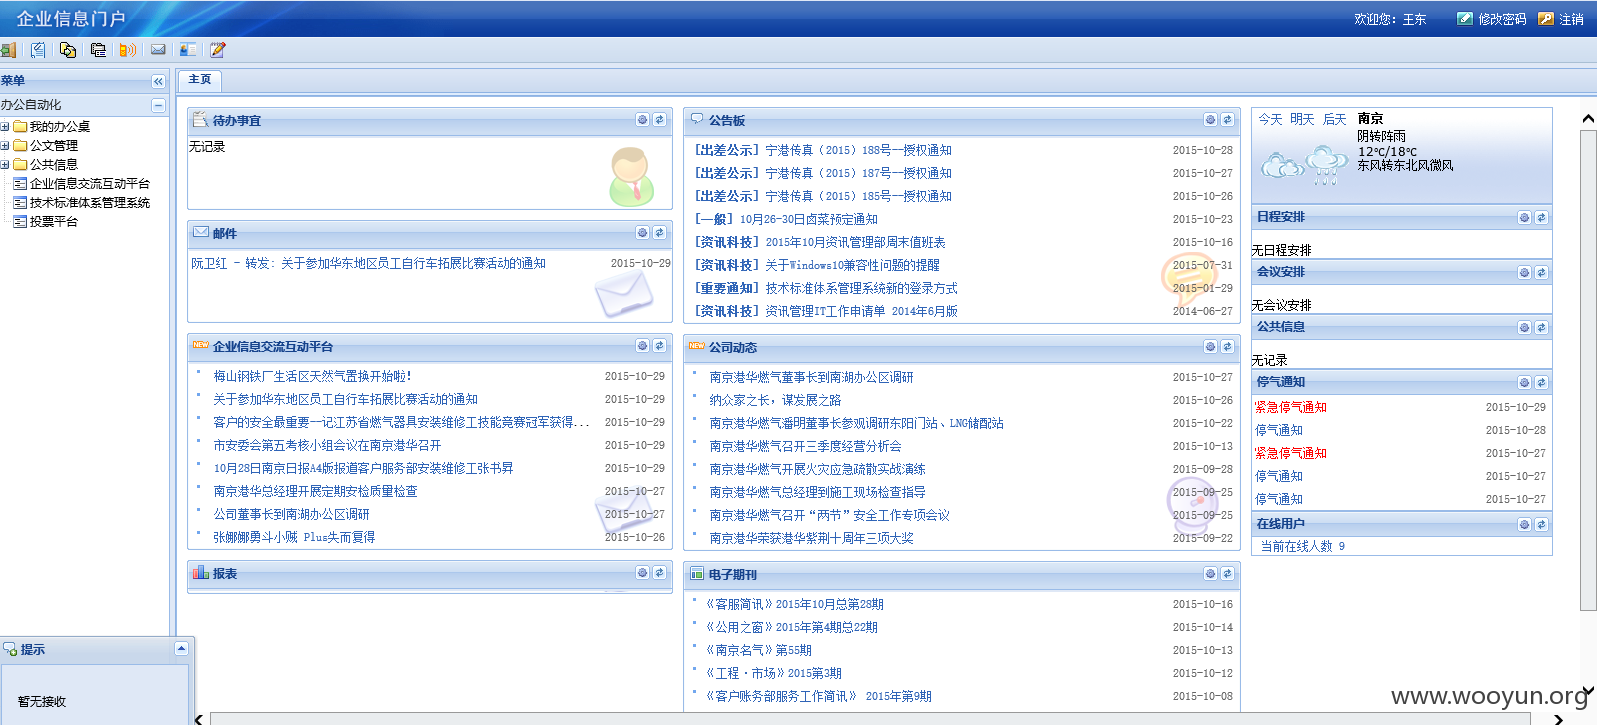 企业信息门户
欢迎您: 王东 修改密码 注销
菜单
办公自动化
我的办公桌
公文管理
公共信息
企业信息交流互动平台
技术标准体系管理系统
投票平台
提示
暂无接收
主页
待办事宜
无记录
邮件
阮卫红 - 转发: 关于参加华东地区员工自行车拓展比赛活动的通知 2015-10-29
企业信息交流互动平台
梅山钢铁厂生活区天然气置换开始啦! 2015-10-29
关于参加华东地区员工自行车拓展比赛活动的通知 2015-10-29
客户的安全最重要一记江苏省燃气器具安装维修工技能竞赛冠军获得... 2015-10-29
市安委会第五考核小组会议在南京港华召开 2015-10-29
10月28日南京日报A4版报道客户服务部安装维修工张书昇 2015-10-29
南京港华总经理开展定期安检质量检查 2015-10-27
公司董事长到南湖办公区调研 2015-10-27
张娜娜勇斗小贼 Plus失而复得 2015-10-26
报表
公告板
[出差公示] 宁港传真（2015）188号—授权通知 2015-10-28
[出差公示] 宁港传真（2015）187号—授权通知 2015-10-27
[出差公示] 宁港传真（2015）185号—授权通知 2015-10-26
[一般] 10月26-30日卤菜预定通知 2015-10-23
[资讯科技] 2015年10月资讯管理部周末值班表 2015-10-16
[资讯科技] 关于Windows10兼容性问题的提醒 2015-07-31
[重要通知] 技术标准体系管理系统新的登录方式 2015-01-29
[资讯科技] 资讯管理IT工作申请单 2014年6月版 2014-06-27
NEW 公司动态
南京港华燃气董事长到南湖办公区调研 2015-10-27
纳众家之长，谋发展之路 2015-10-26
南京港华燃气潘明董事长参观调研东阳门站、LNG储配站 2015-10-22
南京港华燃气召开三季度经营分析会 2015-10-13
南京港华燃气开展火灾应急疏散实战演练 2015-09-28
南京港华燃气总经理到施工现场检查指导 2015-09-25
南京港华燃气召开“两节”安全工作专项会议 2015-09-25
南京港华荣获港华紫荆十周年三项大奖 2015-09-22
电子期刊
《客服简讯》2015年10月总第28期 2015-10-16
《公用之窗》2015年第4期总22期 2015-10-14
《南京名气》第55期 2015-10-13
《工程·市场》2015第3期 2015-10-12
《客户账务部服务工作简讯》 2015年第9期 2015-10-08
今天 明天 后天 南京
阴转阵雨
12℃/18℃
东风转东北风微风
日程安排
无日程安排
会议安排
无会议安排
公共信息
无记录
停气通知
紧急停气通知 2015-10-29
停气通知 2015-10-28
紧急停气通知 2015-10-27
停气通知 2015-10-27
停气通知 2015-10-27
在线用户
当前在线人数 9
www.wooyun.org